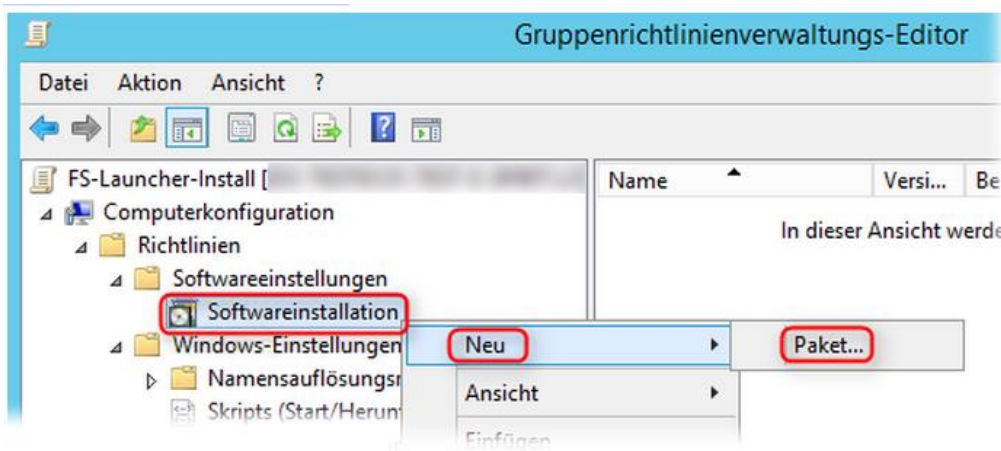 Gruppenrichtlinienverwaltungs-Editor
Datei Aktion Ansicht ?
FS-Launcher-Install [
Computerkonfiguration
Richtlinien
Softwareeinstellungen
Softwareinstallation
Windows-Einstellungen
Namensauflösungsr
Skripts (Start/Herun
Name Versi... Be
In dieser Ansicht werde
Neu
Ansicht
Einfügen
Paket...